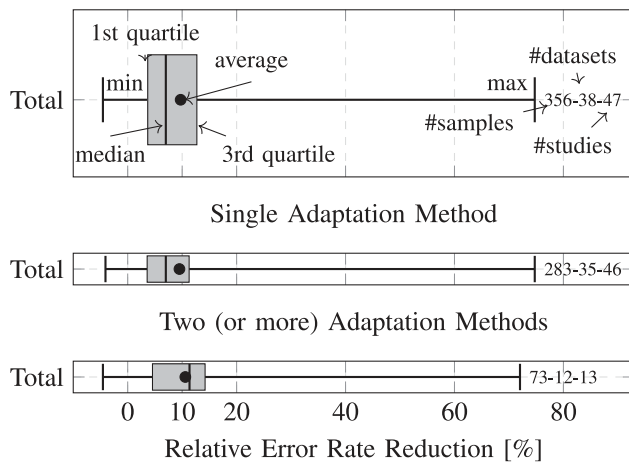 1st quartile
average
#datasets
min
max
Total
356-38-47
#samples
median
3rd quartile
#studies
Single Adaptation Method
Total
283-35-46
Two (or more) Adaptation Methods
Total
73-12-13
0 10 20 40 60 80
Relative Error Rate Reduction [%]